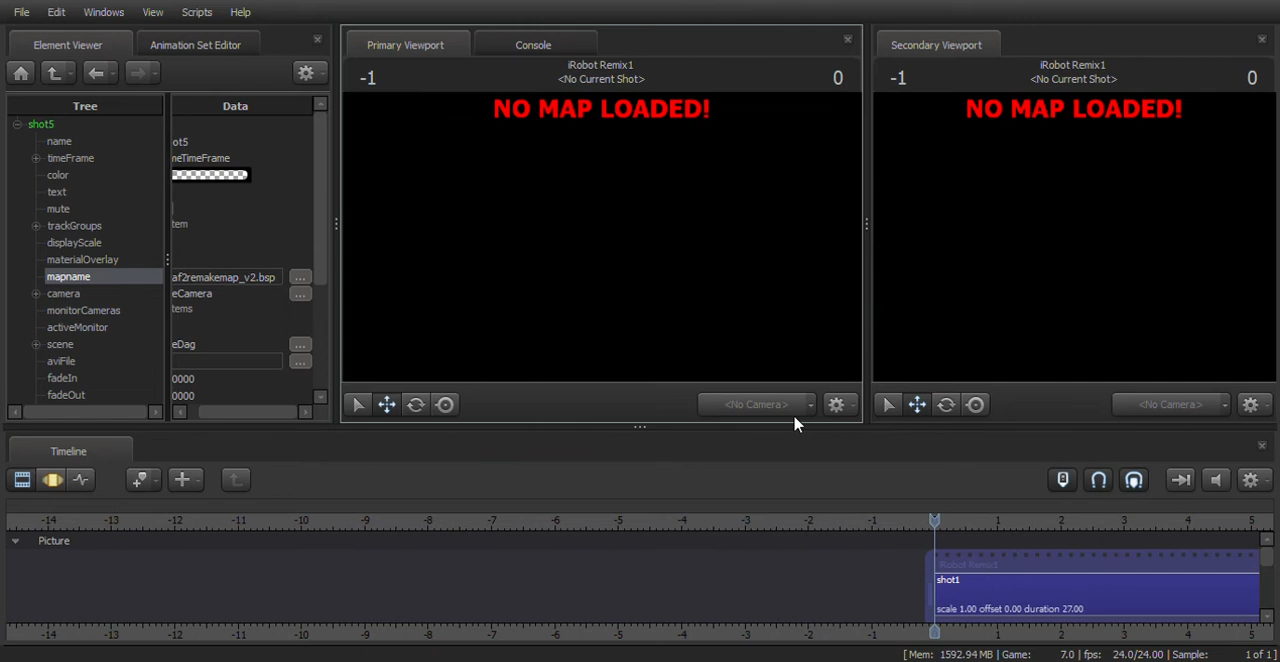 File Edit Windows View Scripts Help
Element Viewer Animation Set Editor Primary Viewport Console Secondary Viewport
iRobot Remix1 iRobot Remix1
-1 <No Current Shot> 0 -1 <No Current Shot> 0
Tree Data NO MAP LOADED! NO MAP LOADED!
shot5
name ot5
timeFrame meTimeFrame
color
text
mute
trackGroups tem
displayScale
materialOverlay
mapname af2remakemap_v2.bsp ...
camera eCamera ...
monitorCameras tems
activeMonitor
scene eDag ...
aviFile ...
fadeIn 0000
fadeOut 0000
<No Camera> <No Camera>
Timeline
-14 -13 -12 -11 -10 -9 -8 -7 -6 -5 -4 -3 -2 -1 0 1 2 3 4 5
Picture
iRobot Remix1
shot1
scale 1.00 offset 0.00 duration 27.00
-14 -13 -12 -11 -10 -9 -8 -7 -6 -5 -4 -3 -2 -1 0 1 2 3 4 5
[ Mem: 1592.94 MB | Game: 7.0 | fps: 24.0/24.00 | Sample: 1 of 1 ]